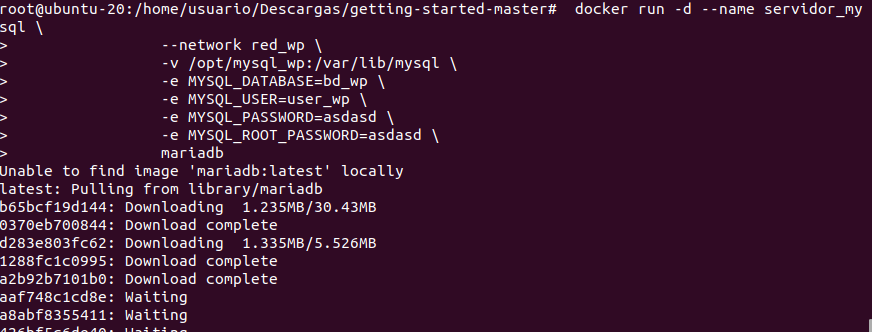 root@ubuntu-20:/home/usuario/Descargas/getting-started-master#  docker run -d --name servidor_my
sql \
>                 --network red_wp \
>                 -v /opt/mysql_wp:/var/lib/mysql \
>                 -e MYSQL_DATABASE=bd_wp \
>                 -e MYSQL_USER=user_wp \
>                 -e MYSQL_PASSWORD=asdasd \
>                 -e MYSQL_ROOT_PASSWORD=asdasd \
>                 mariadb
Unable to find image 'mariadb:latest' locally
latest: Pulling from library/mariadb
b65bcf19d144: Downloading  1.235MB/30.43MB
0370eb700844: Download complete
d283e803fc62: Downloading  1.335MB/5.526MB
1288fc1c0995: Download complete
a2b92b7101b0: Download complete
aaf748c1cd8e: Waiting
a8abf8355411: Waiting